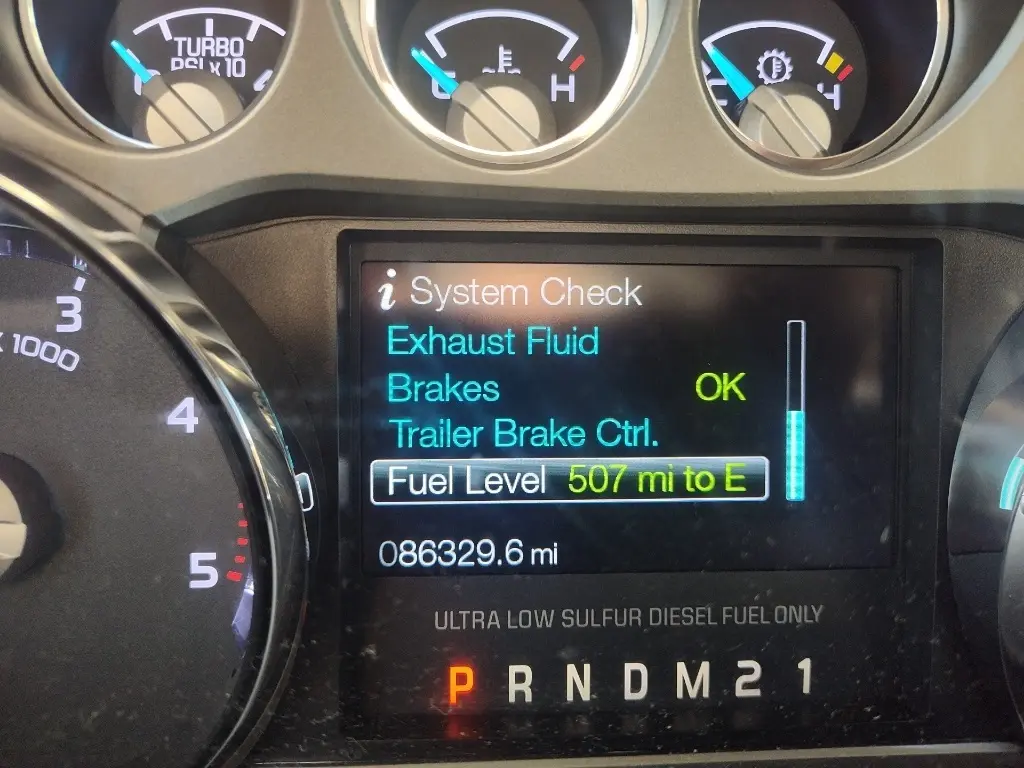 TURBO
PSI x 10
H
3
x 1000
4
5
i System Check
Exhaust Fluid
Brakes OK
Trailer Brake Ctrl.
Fuel Level 507 mi to E
086329.6 mi
ULTRA LOW SULFUR DIESEL FUEL ONLY
P R N D M 2 1